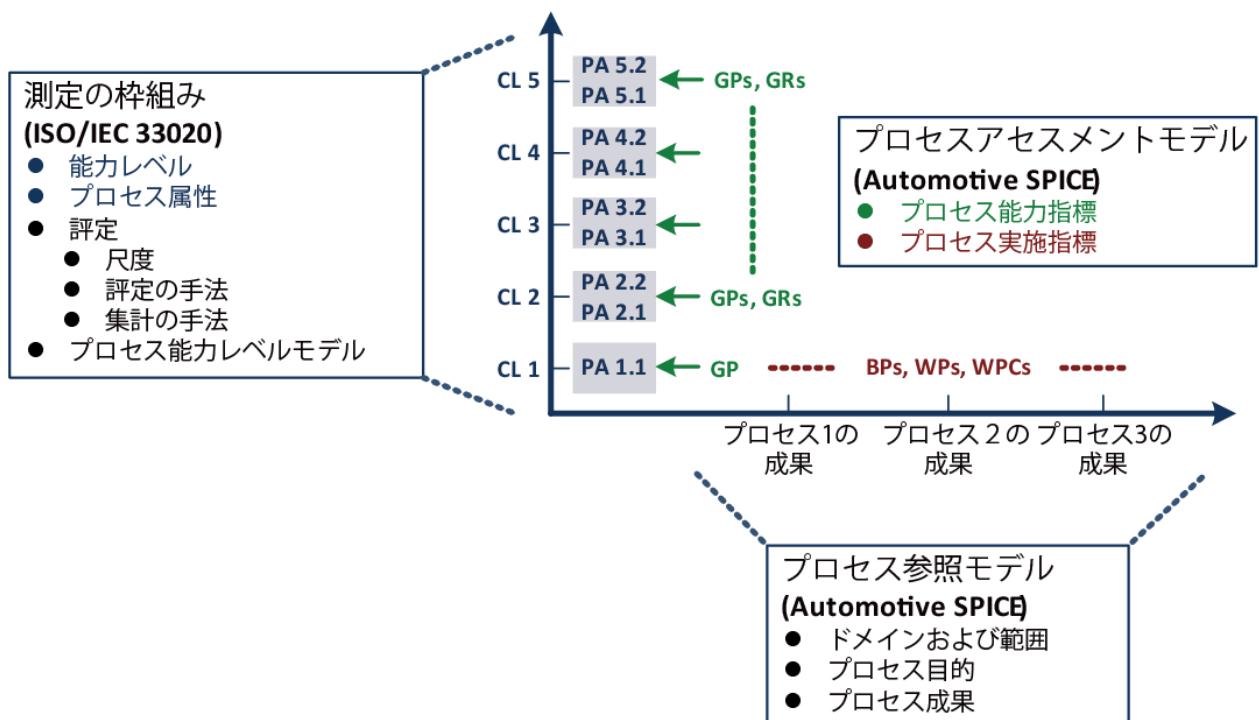 測定の枠組み
(ISO/IEC 33020)
能力レベル
プロセス属性
評定
尺度
評定の手法
集計の手法
プロセス能力レベルモデル
CL 5
PA 5.2
PA 5.1
GPs, GRs
CL 4
PA 4.2
PA 4.1
CL 3
PA 3.2
PA 3.1
CL 2
PA 2.2
PA 2.1
GPs, GRs
CL 1
PA 1.1
GP
BPs, WPs, WPCs
プロセスアセスメントモデル
(Automotive SPICE)
プロセス能力指標
プロセス実施指標
プロセス1の
成果
プロセス２の
成果
プロセス3の
成果
プロセス参照モデル
(Automotive SPICE)
ドメインおよび範囲
プロセス目的
プロセス成果